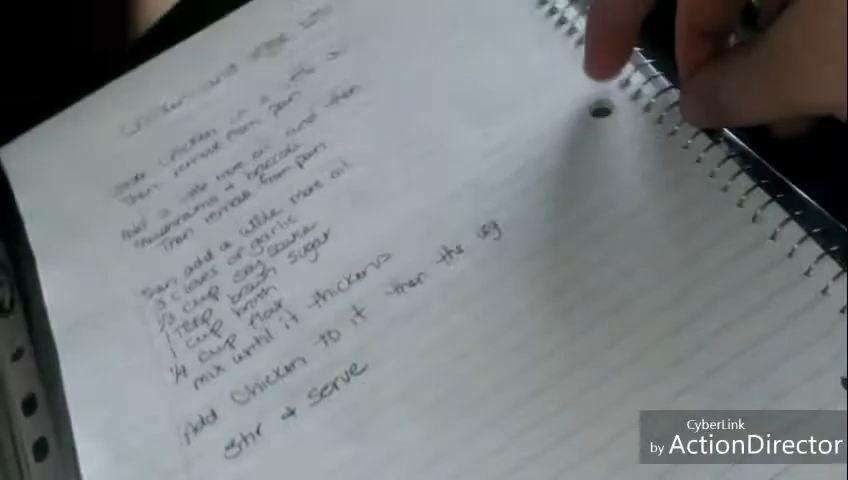 Chicken and
chicken in a little oil
Then remove from pan
Add a little more oil and then
mushrooms + broccoli
Then remove from pan
Then add a little more oil
3 cloves of garlic
1/3 cup soy sauce
1 TBSP brown sugar
1 cup broth
1/4 cup flour
mix until it thickens
Add Chicken to it then the veg
stir + serve
CyberLink
by ActionDirector